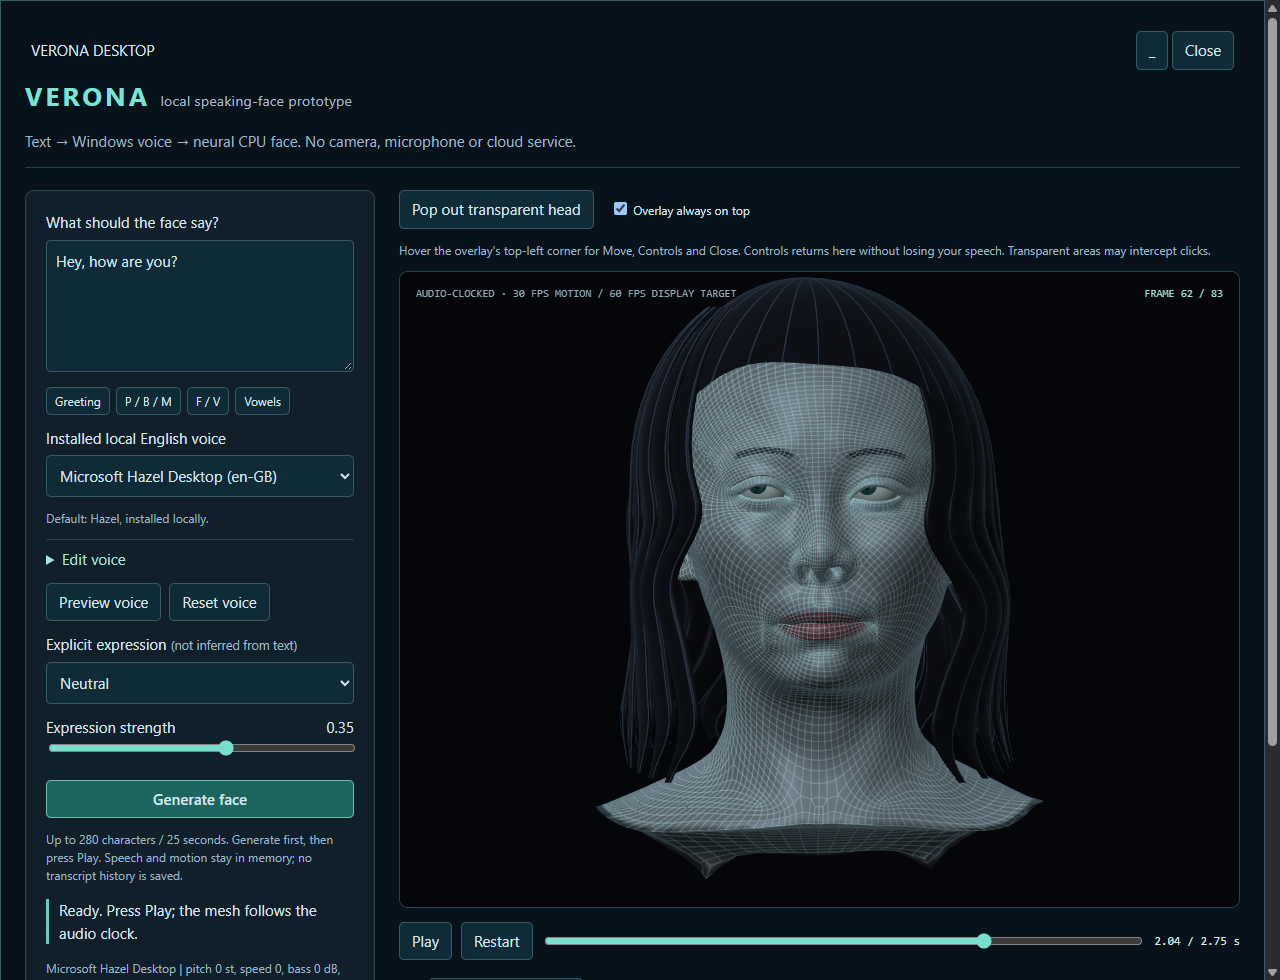 VERONA DESKTOP
_
Close
VERONA local speaking-face prototype
Text → Windows voice → neural CPU face. No camera, microphone or cloud service.
What should the face say?
Hey, how are you?
Greeting
P / B / M
F / V
Vowels
Installed local English voice
Microsoft Hazel Desktop (en-GB)
Default: Hazel, installed locally.
Edit voice
Preview voice
Reset voice
Explicit expression (not inferred from text)
Neutral
Expression strength 0.35
Generate face
Up to 280 characters / 25 seconds. Generate first, then
press Play. Speech and motion stay in memory; no
transcript history is saved.
Ready. Press Play; the mesh follows the
audio clock.
Microsoft Hazel Desktop | pitch 0 st, speed 0, bass 0 dB,
Pop out transparent head
Overlay always on top
Hover the overlay's top-left corner for Move, Controls and Close. Controls returns here without losing your speech. Transparent areas may intercept clicks.
AUDIO-CLOCKED · 30 FPS MOTION / 60 FPS DISPLAY TARGET
FRAME 62 / 83
Play
Restart
2.04 / 2.75 s